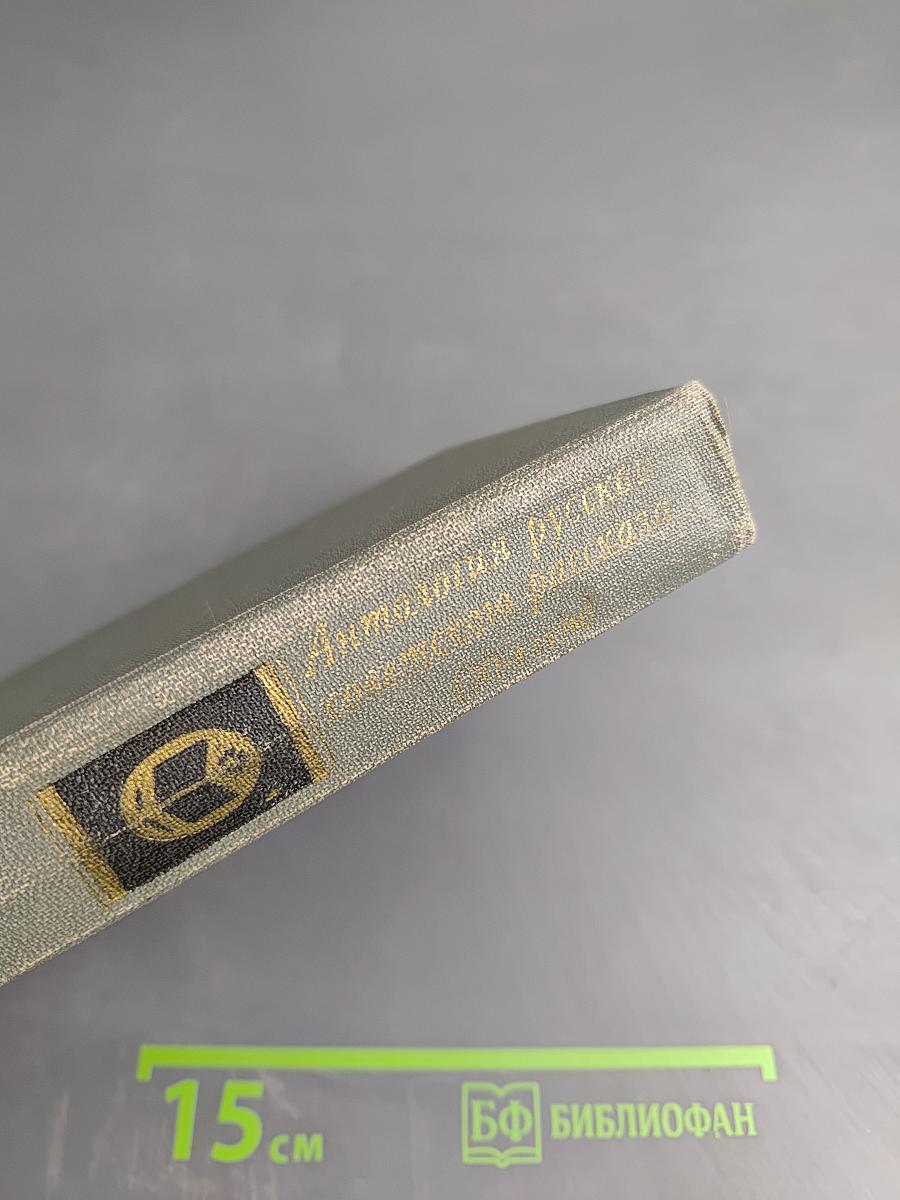 Антология русского
советского рассказа
15 см
БФ БИБЛИОФАН